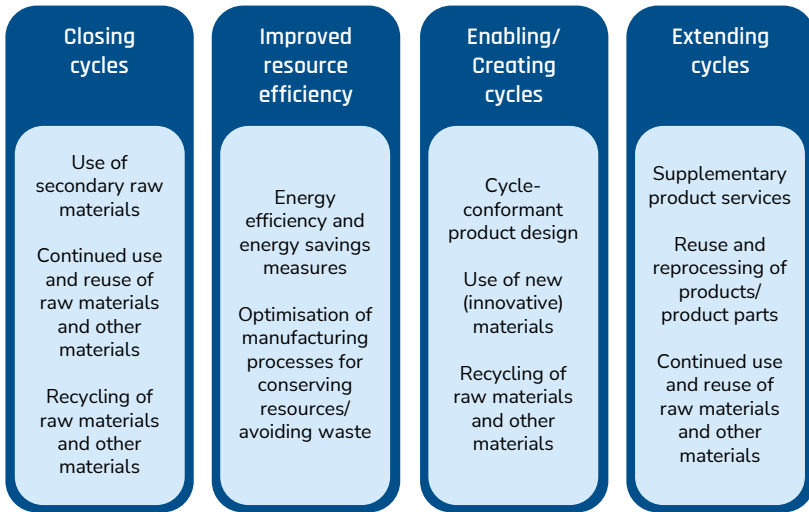 Closing
cycles
Use of
secondary raw
materials
Continued use
and reuse of
raw materials
and other
materials
Recycling of
raw materials
and other
materials
Improved
resource
efficiency
Energy
efficiency and
energy savings
measures
Optimisation of
manufacturing
processes for
conserving
resources/
avoiding waste
Enabling/
Creating
cycles
Cycle-
conformant
product design
Use of new
(innovative)
materials
Recycling of
raw materials
and other
materials
Extending
cycles
Supplementary
product services
Reuse and
reprocessing of
products/
product parts
Continued use
and reuse of
raw materials
and other
materials